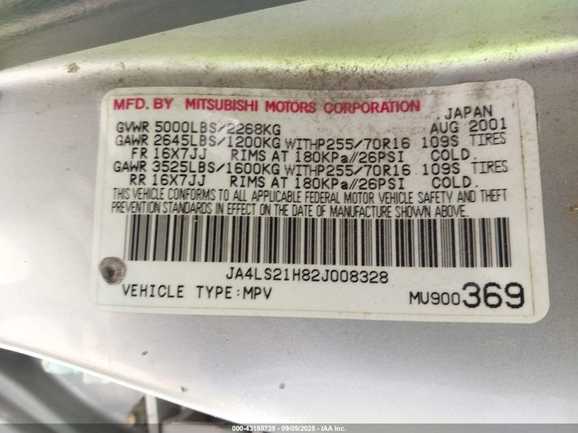 MFD. BY MITSUBISHI MOTORS CORPORATION , JAPAN
GVWR 5000LBS/2268KG AUG 2001
GAWR 2645LBS/1200KG WITHP255/70R16 109S TIRES
FR 16X7JJ RIMS AT 180KPa//26PSI COLD.
GAWR 3525LBS/1600KG WITHP255/70R16 109S TIRES
RR 16X7JJ RIMS AT 180KPa//26PSI COLD.
THIS VEHICLE CONFORMS TO ALL APPLICABLE FEDERAL MOTOR VEHICLE SAFETY AND THEFT
PREVENTION STANDARDS IN EFFECT ON THE DATE OF MANUFACTURE SHOWN ABOVE.
JA4LS21H82J008328
VEHICLE TYPE:MPV MU900369